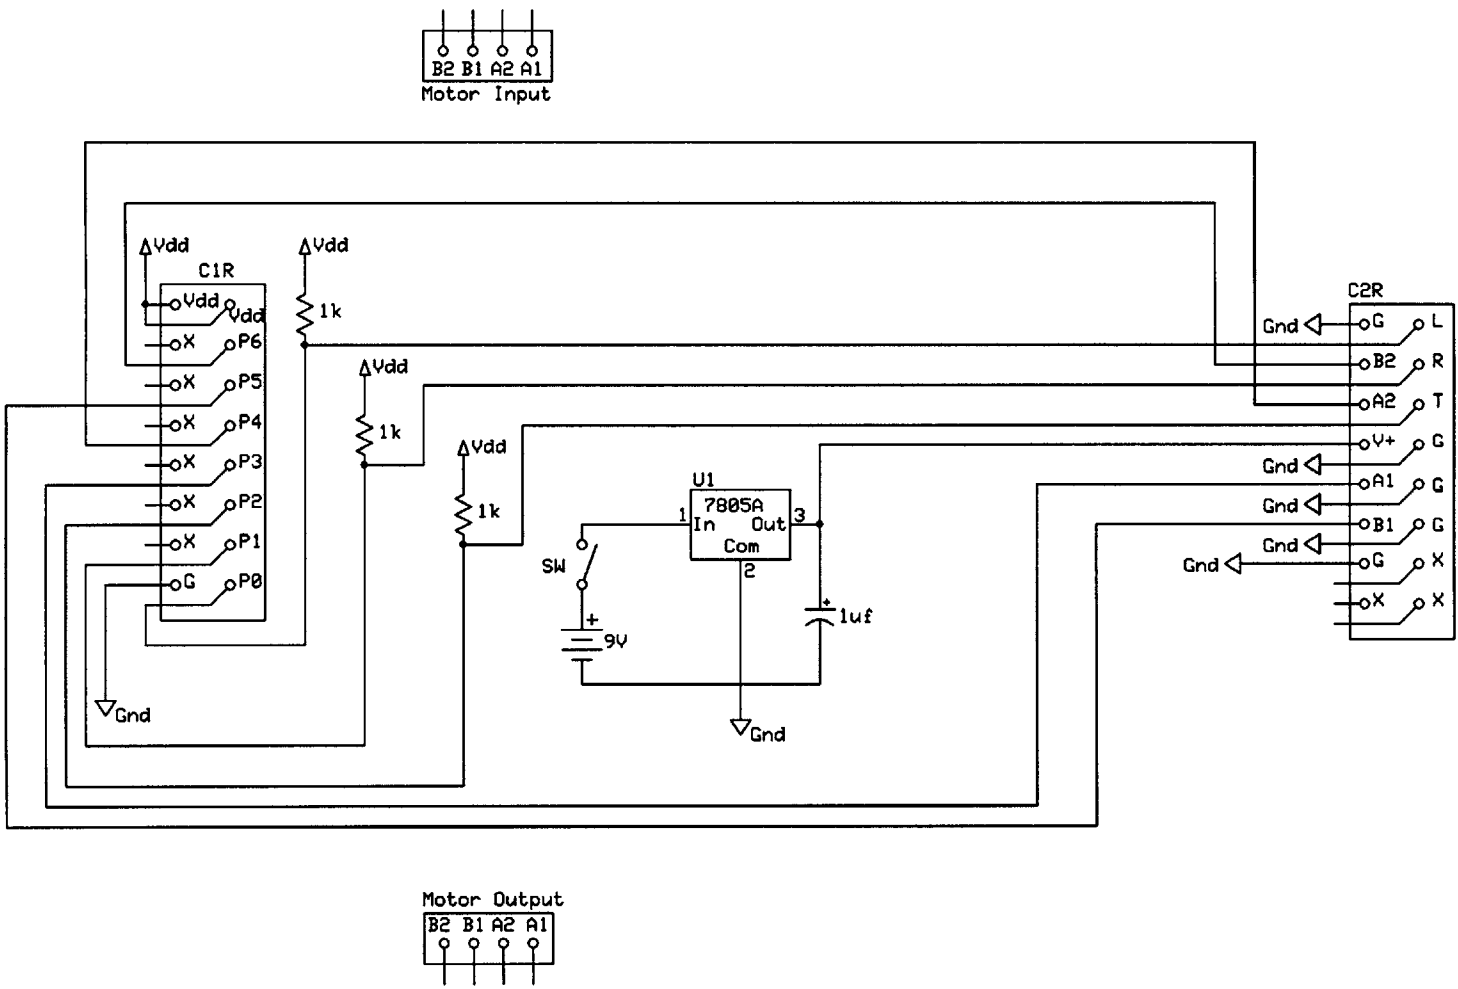 B2 B1 A2 A1
Motor Input
Vdd
Vdd
C1R
Vdd
Vdd
1k
X P6
X P5
X P4
X P3
X P2
X P1
G P0
Gnd
Vdd
1k
Vdd
1k
U1
7805A
1 In Out 3
Com
2
SW
+
9V
+
1uf
Gnd
C2R
Gnd G L
B2 R
A2 T
V+ G
Gnd
A1 G
Gnd
B1 G
Gnd
Gnd G X
X X
Motor Output
B2 B1 A2 A1